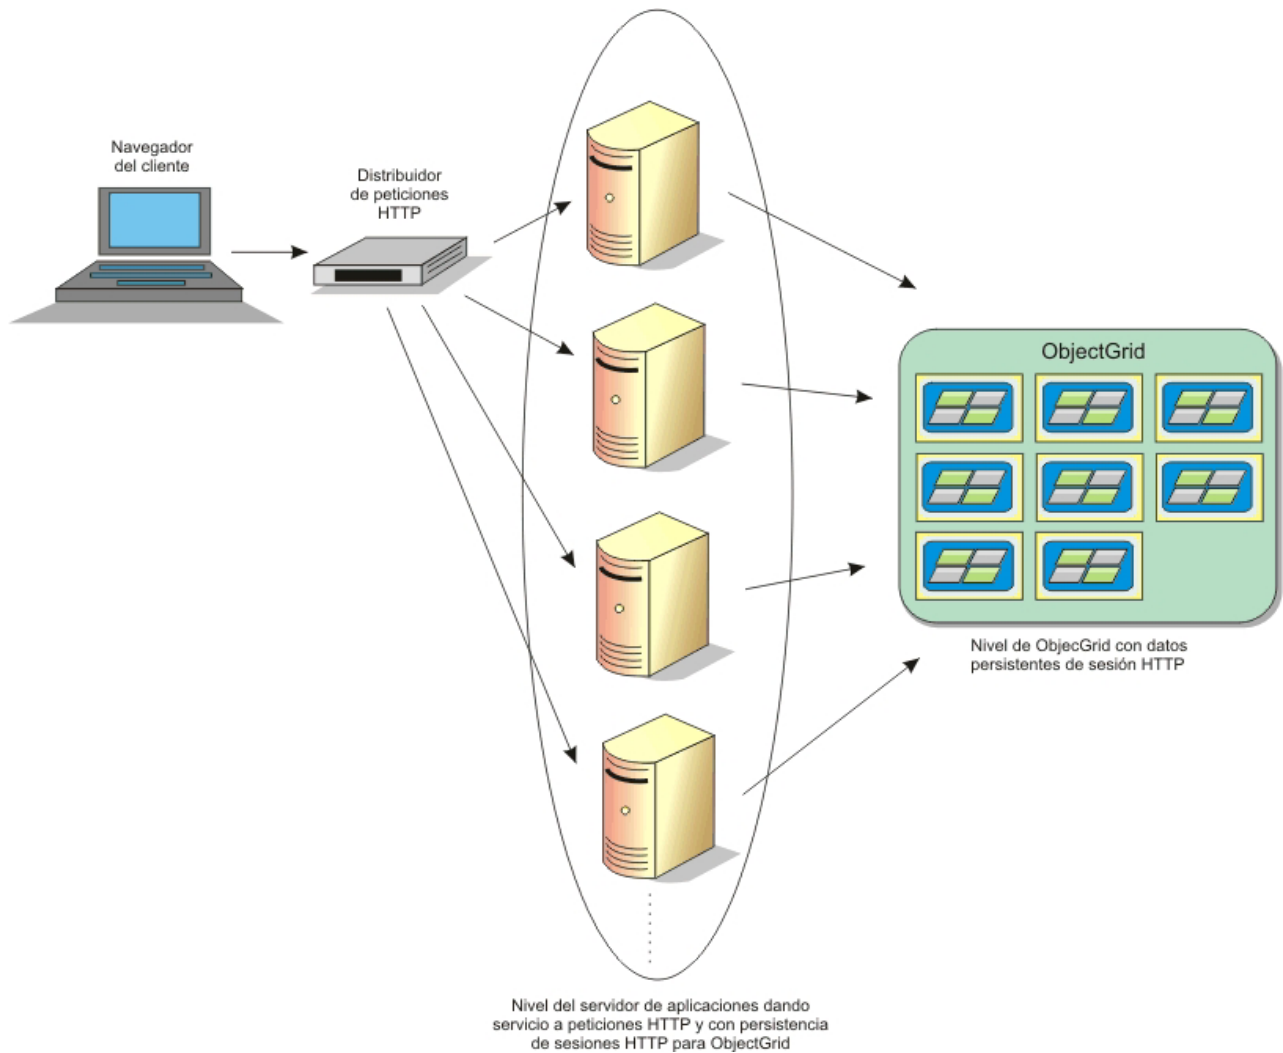 Navegador
del cliente
Distribuidor
de peticiones
HTTP
ObjectGrid
Nivel de ObjecGrid con datos
persistentes de sesión HTTP
Nivel del servidor de aplicaciones dando
servicio a peticiones HTTP y con persistencia
de sesiones HTTP para ObjectGrid